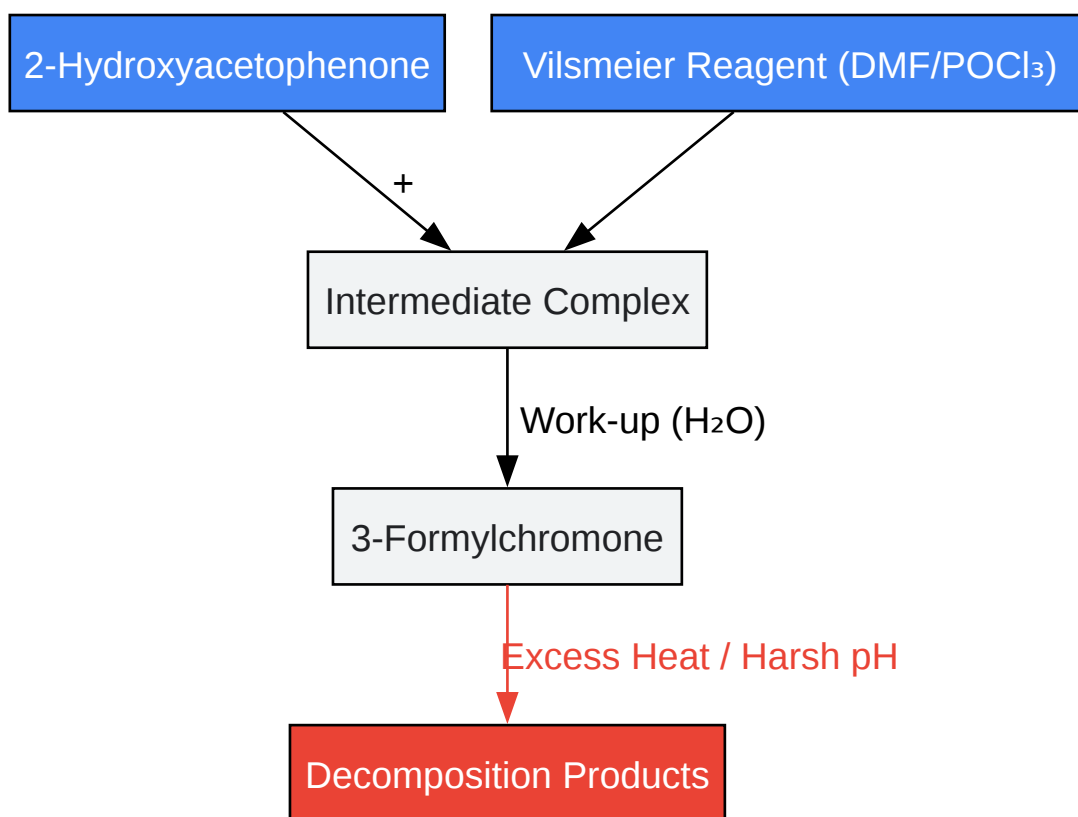 2-Hydroxyacetophenone
Vilsmeier Reagent (DMF/POCl₃)
+
Intermediate Complex
Work-up (H₂O)
3-Formylchromone
Excess Heat / Harsh pH
Decomposition Products